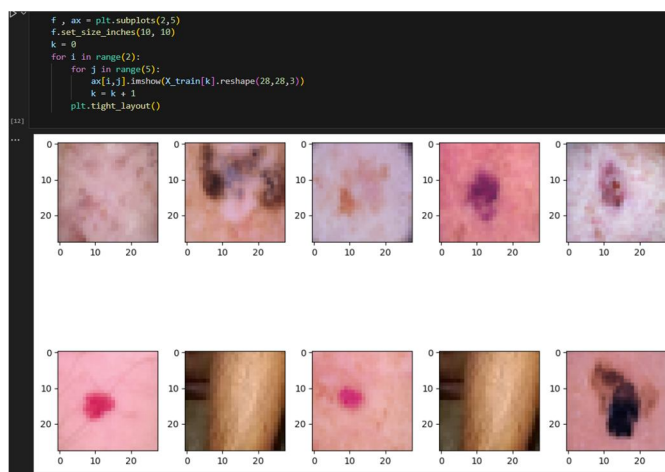 f , ax = plt.subplots(2,5)
f.set_size_inches(10, 10)
k = 0
for i in range(2):
    for j in range(5):
        ax[i,j].imshow(X_train[k].reshape(28,28,3))
        k = k + 1
    plt.tight_layout()
[12]
...
0 0 0 0 0
10 10 10 10 10
20 20 20 20 20
0 10 20 0 10 20 0 10 20 0 10 20 0 10 20
0 0 0 0 0
10 10 10 10 10
20 20 20 20 20
0 10 20 0 10 20 0 10 20 0 10 20 0 10 20